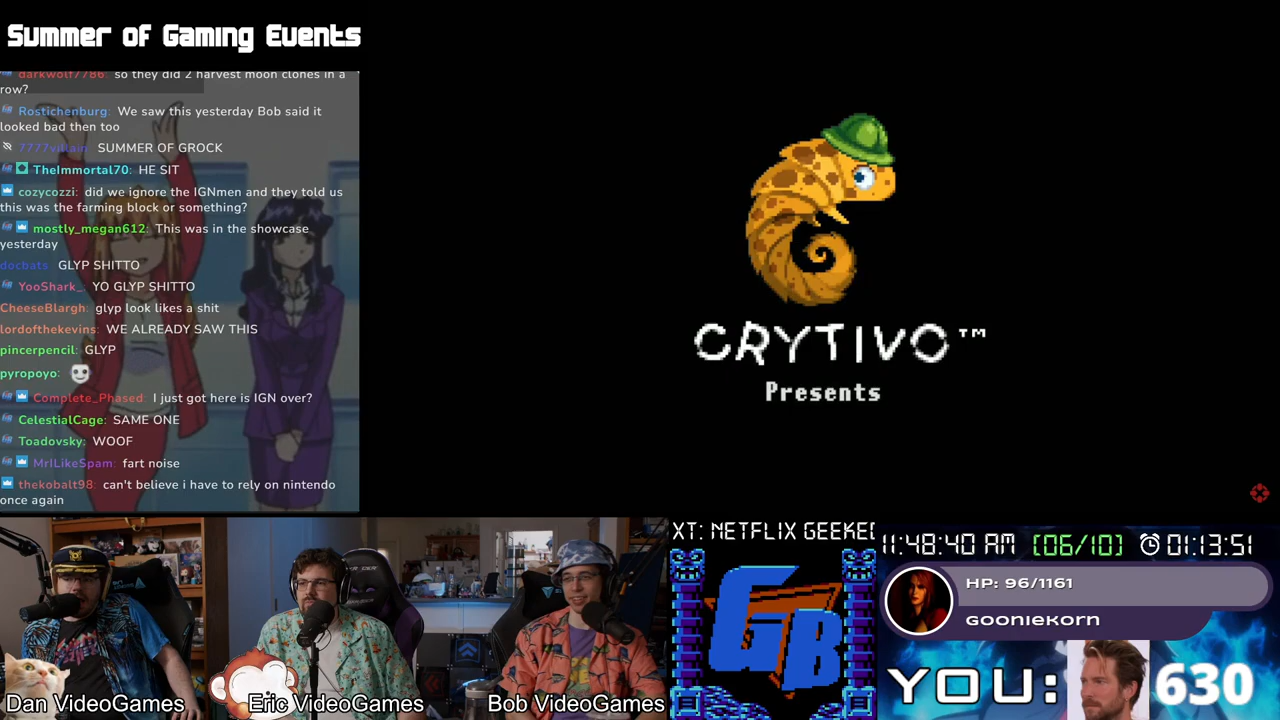 Summer of Gaming Events
darkwolf7786: so they did 2 harvest moon clones in a
row?
Rostichenburg: We saw this yesterday Bob said it
looked bad then too
7777villain SUMMER OF GROCK
TheImmortal70: HE SIT
cozycozzi: did we ignore the IGNmen and they told us
this was the farming block or something?
mostly_megan612: This was in the showcase
yesterday
docbats GLYP SHITTO
YooShark_ YO GLYP SHITTO
CheeseBlargh: glyp look likes a shit
lordofthekevins: WE ALREADY SAW THIS
pincerpencil: GLYP
pyropoyo:
Complete_Phased: I just got here is IGN over?
CelestialCage: SAME ONE
Toadovsky: WOOF
MrILikeSpam: fart noise
thekobalt98: can't believe i have to rely on nintendo
once again
CRYTIVO™
Presents
XT: NETFLIX GEEKED
11:48:40 AM [06/10] 01:13:51
HP: 96/1161
GOONIEKORN
GB
YOU: 630
Dan VideoGames
Eric VideoGames
Bob VideoGames